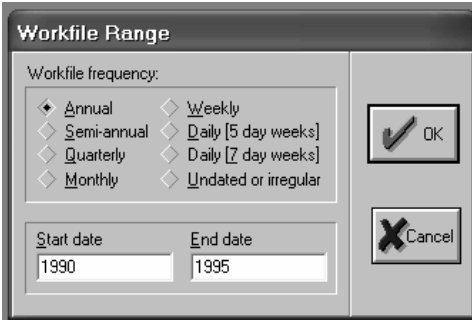 Workfile Range
Workfile frequency:
Annual Weekly
Semi-annual Daily [5 day weeks]
Quarterly Daily [7 day weeks]
Monthly Undated or irregular
OK
Start date End date
1990 1995
Cancel